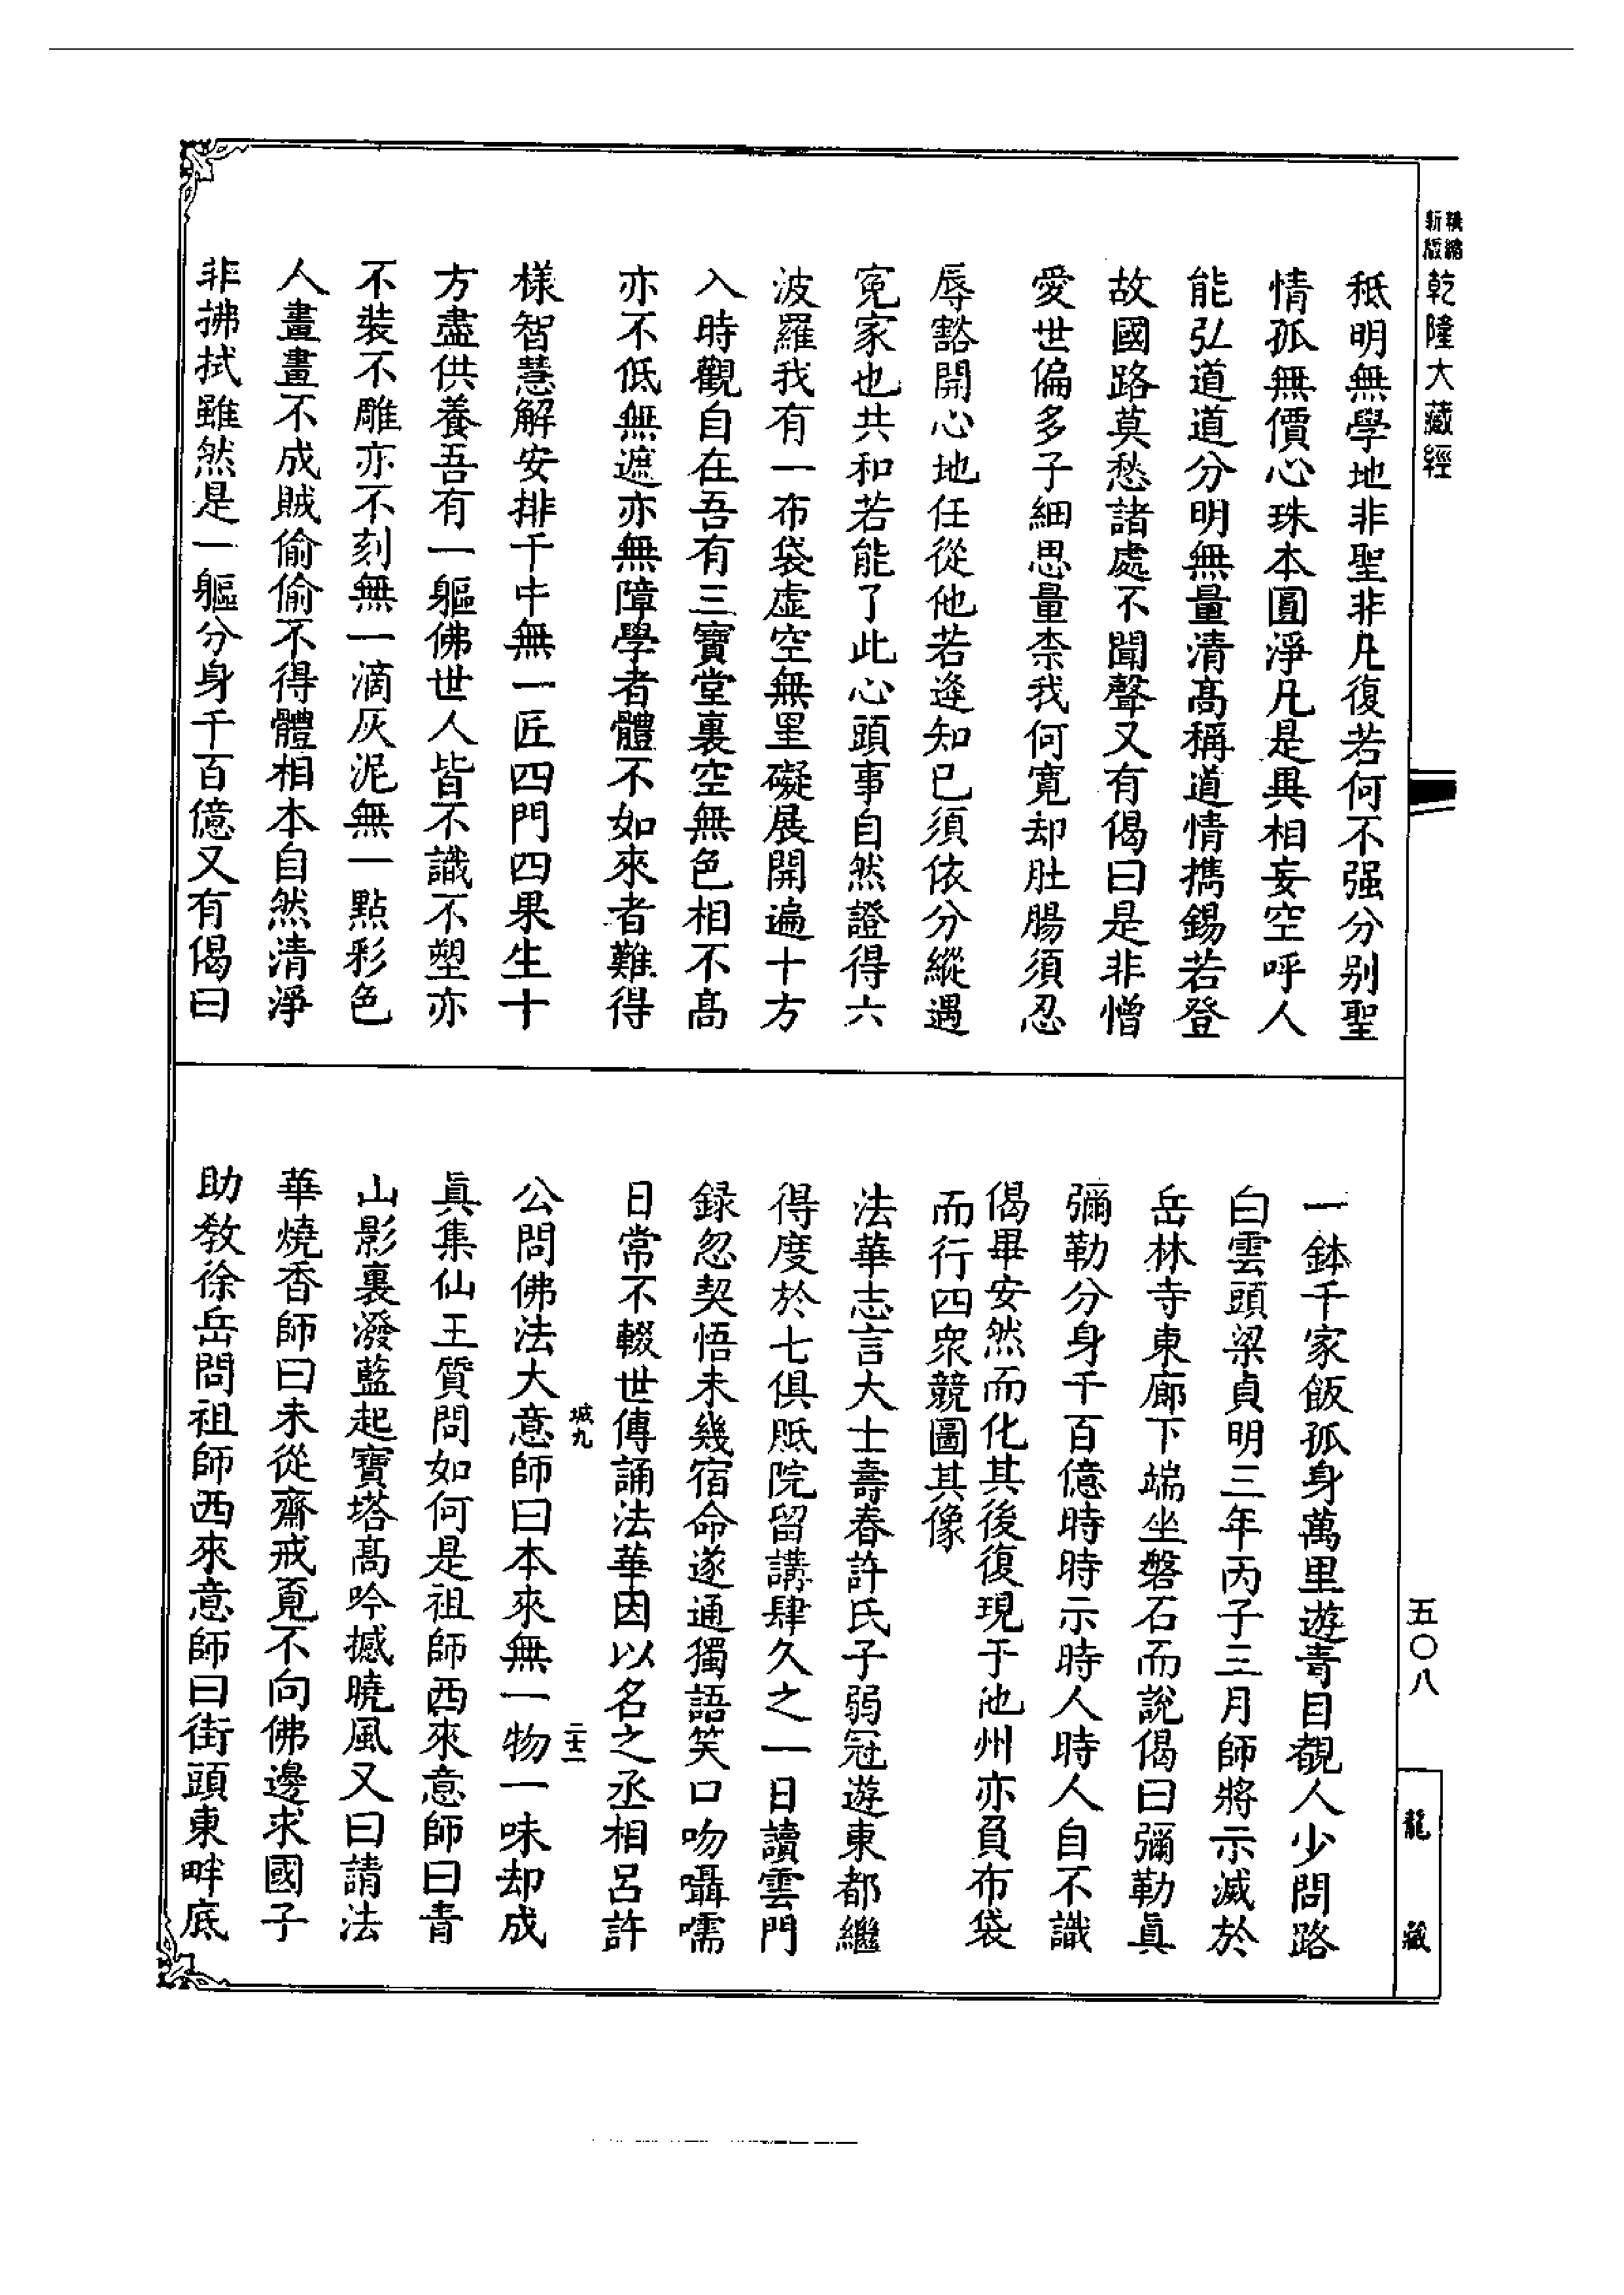 精縮新版乾隆大藏經
秪明無學地非聖非凡復若何不强分别聖
情孤無價心珠本圓淨凡是異相妄空呼人
能弘道道分明無量清髙稱道情擕錫若登
故國路莫愁諸處不聞聲又有偈曰是非憎
愛世偏多子細思量柰我何寬却肚腸須忍
辱豁開心地任從他若逢知已須依分縱遇
寃家也共和若能了此心頭事自然證得六
波羅我有一布袋虚空無里礙展開遍十方
入時觀自在吾有三寶堂裏空無色相不髙
亦不低無遮亦無障學者體不如來者難得
樣智慧解安排千中無一匠四門四果生十
方盡供養吾有一軀佛世人皆不識不塑亦
不裝不雕亦不刻無一滴灰泥無一點彩色
人畫畫不成賊偷偷不得體相本自然清淨
非拂拭雖然是一軀分身千百億又有偈曰
五〇八
龍藏
一鉢千家飯孤身萬里遊青目覩人少問路
白雲頭梁貞明三年丙子三月師將示滅於
岳林寺東廊下端坐磐石而說偈曰彌勒眞
彌勒分身千百億時時示時人時人自不識
偈畢安然而化其後復現于池州亦負布袋
而行四衆競圖其像
法華志言大士壽春許氏子弱冠遊東都繼
得度於七俱胝院留講肆久之一日讀雲門
録忽契悟未幾宿命遂通獨語笑口吻囁嚅
日常不輟世傳誦法華因以名之丞相呂許
城九
二十二
公問佛法大意師曰本來無一物一味却成
眞集仙王質問如何是祖師西來意師曰青
山影裏潑藍起寶塔髙吟撼曉風又曰請法
華燒香師曰未從齋戒覓不向佛邊求國子
助敎徐岳問祖師西來意師曰街頭東畔底